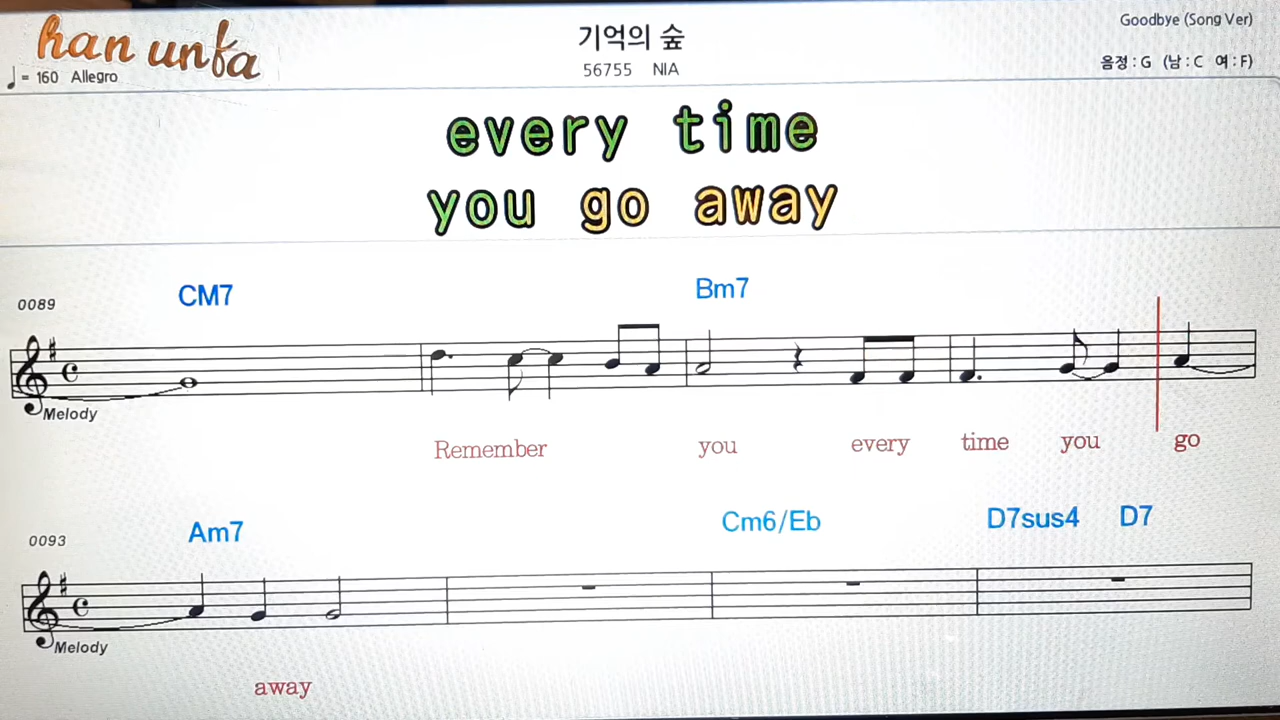 han unfa
♩= 160 Allegro
기억의 숲
56755 NIA
Goodbye (Song Ver)
음정 : G (남 : C 여 : F)
every time
you go away
0089
CM7
Bm7
Melody
Remember you every time you go
0093
Am7
Cm6/Eb
D7sus4
D7
Melody
away